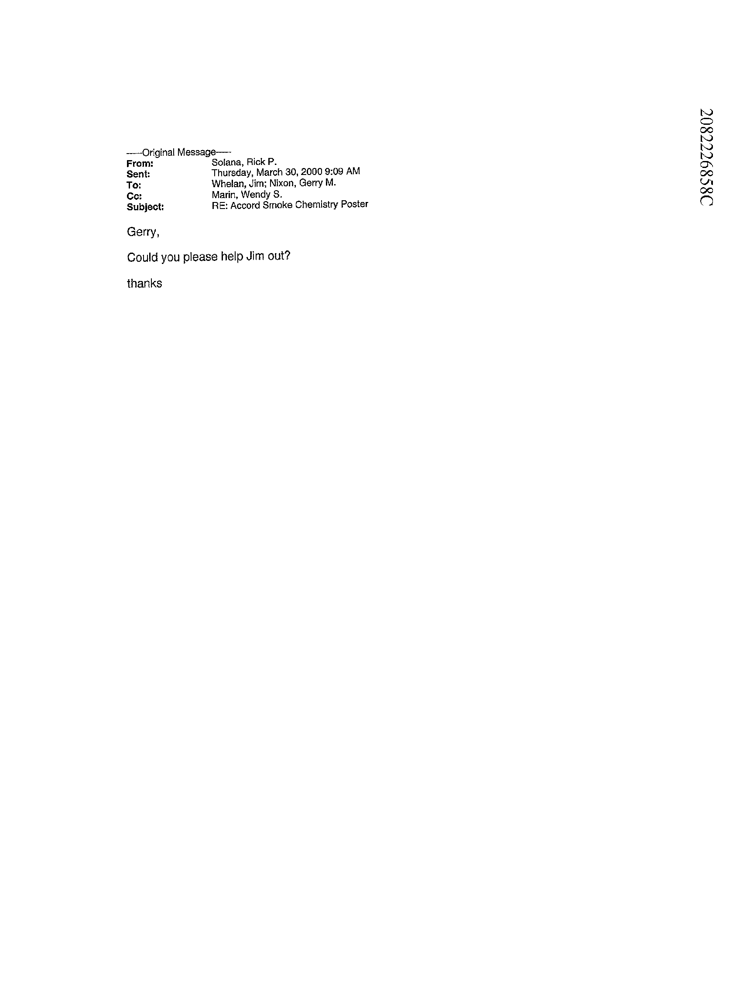 -----Original Message-----
From: Solana, Rick P.
Sent: Thursday, March 30, 2000 9:09 AM
To: Whelan, Jim; Nixon, Gerry M.
Cc: Marin, Wendy S.
Subject: RE: Accord Smoke Chemistry Poster
Gerry,
Could you please help Jim out?
thanks
2082226858C